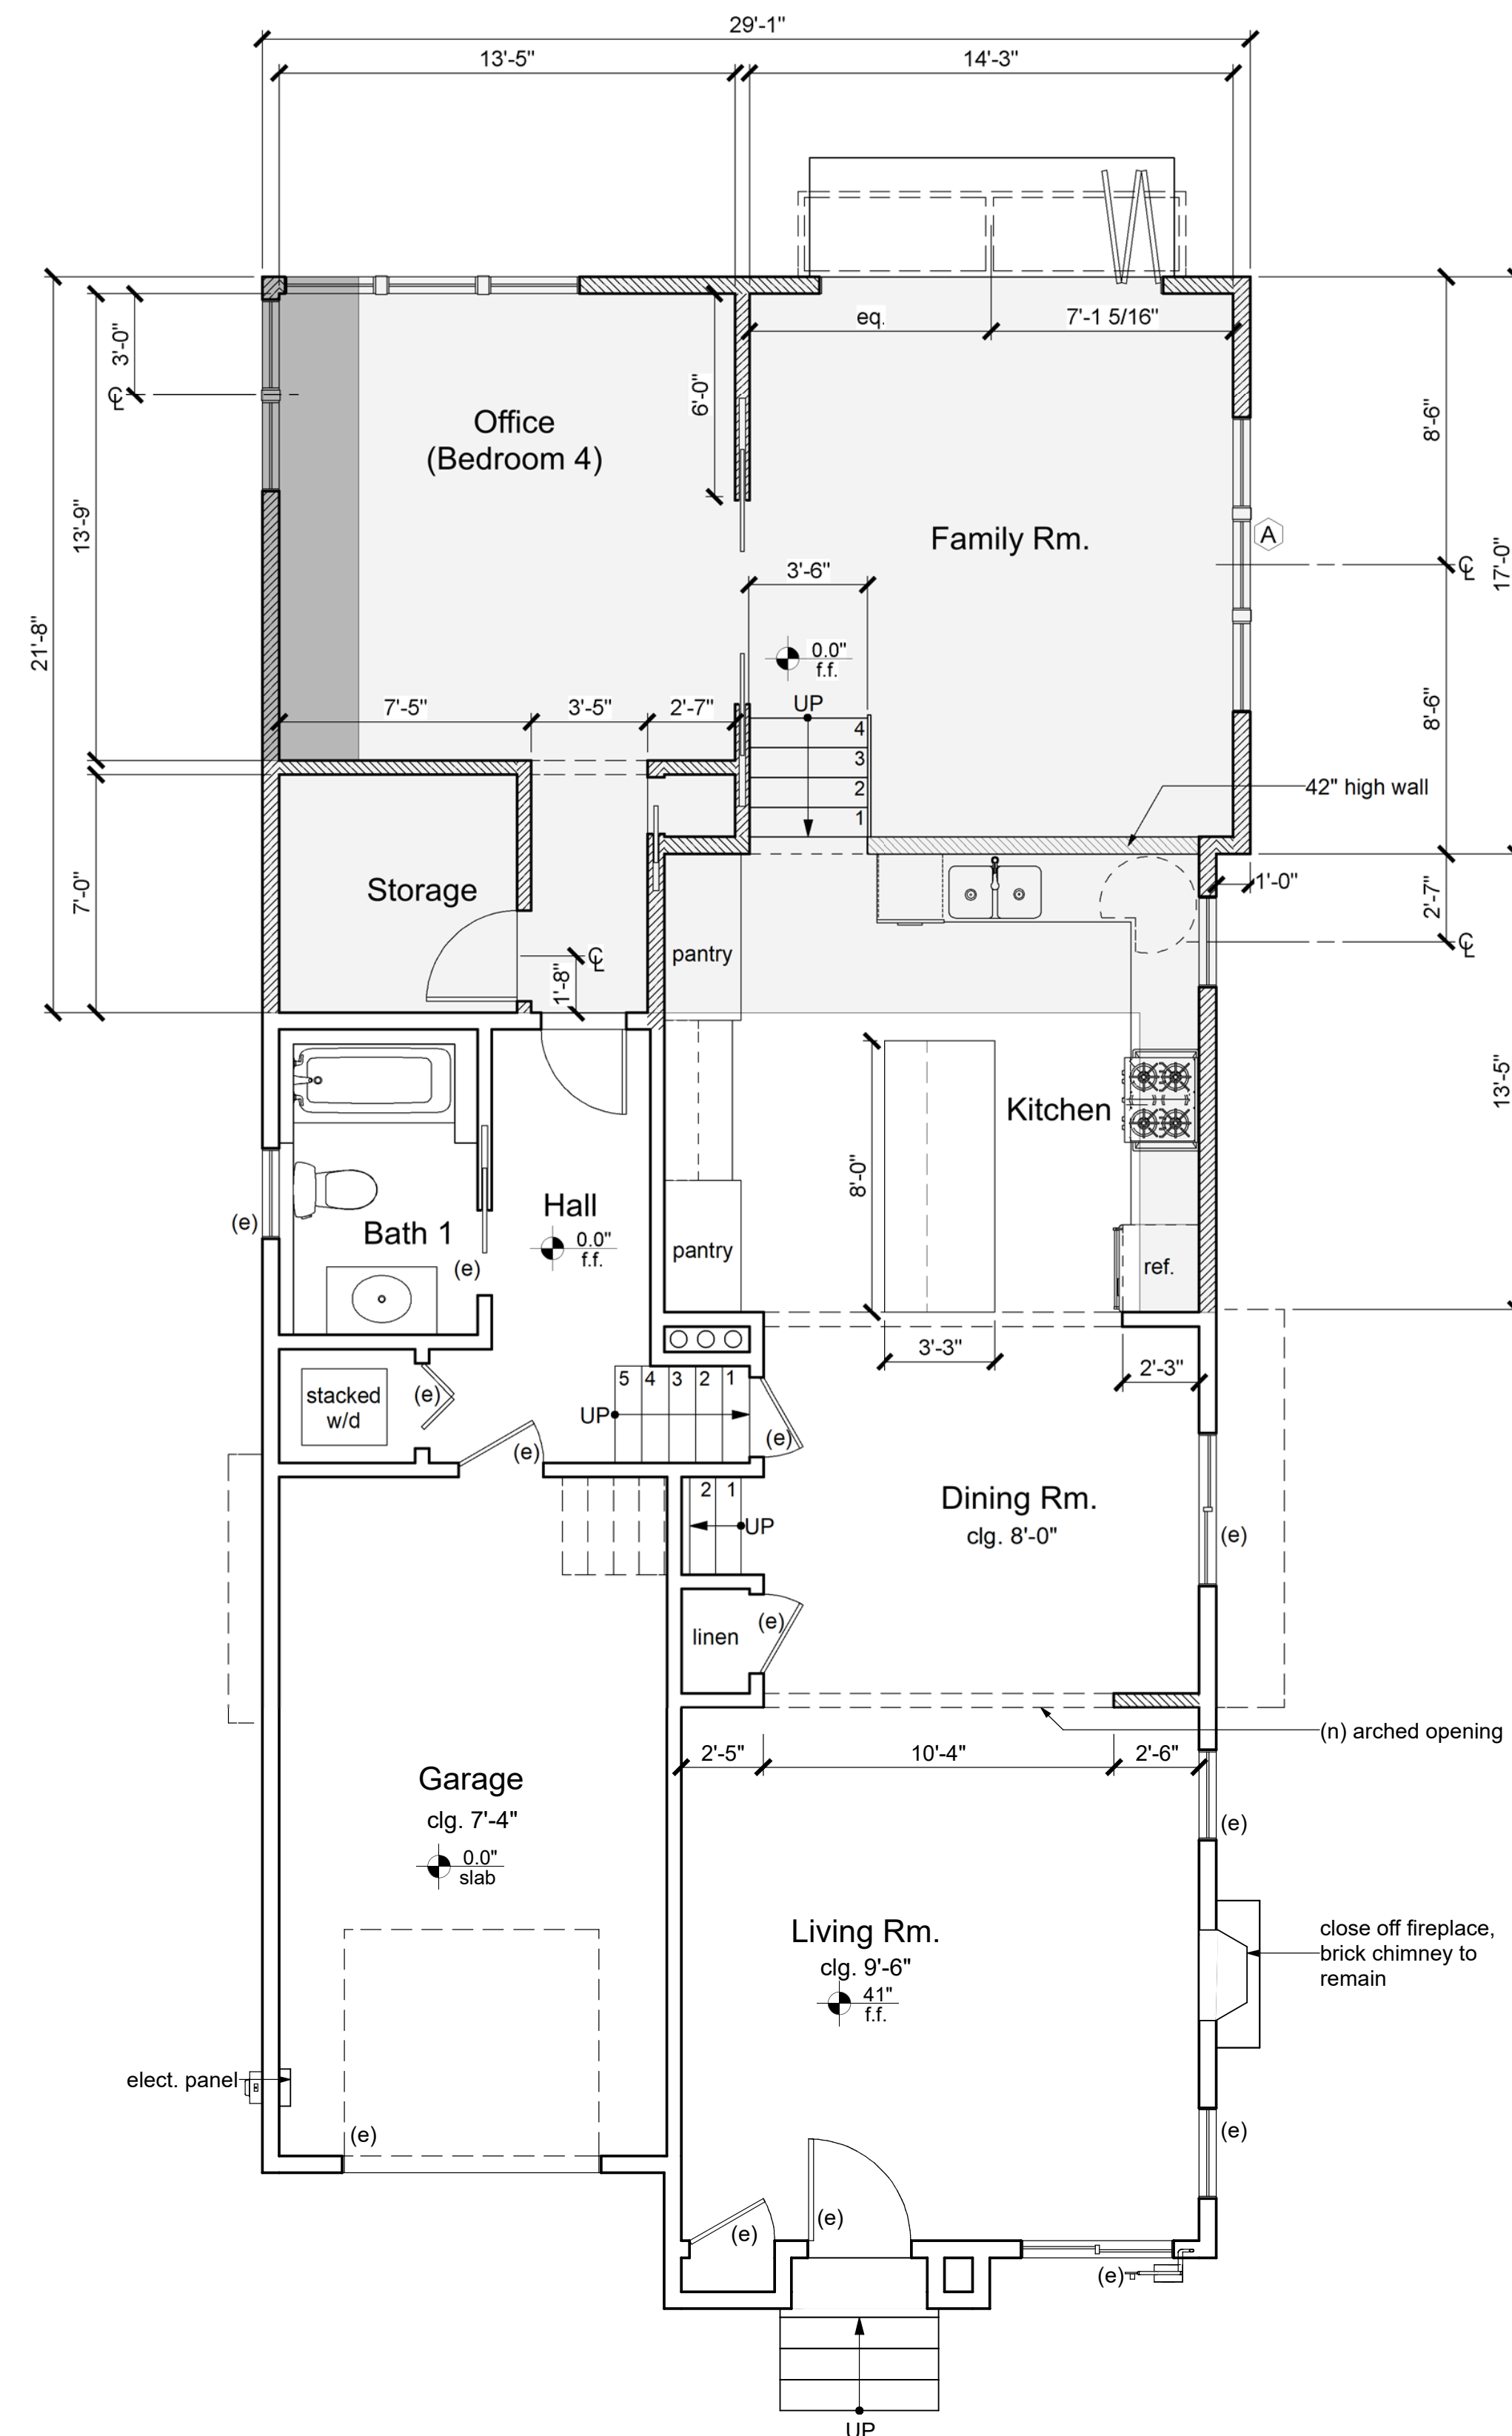 29'-1"
13'-5"
14'-3"
eq.
7'-1 5/16"
3'-0"
℄
6'-0"
Office
(Bedroom 4)
8'-6"
13'-9"
Family Rm.
A
℄
17'-0"
3'-6"
21'-8"
0.0"
f.f.
7'-5"
3'-5"
2'-7"
UP
4
3
2
1
8'-6"
42" high wall
Storage
7'-0"
1'-0"
2'-7"
℄
℄
1'-8"
pantry
13'-5"
Kitchen
8'-0"
Hall
0.0"
f.f.
(e)
Bath 1
(e)
pantry
ref.
3'-3"
2'-3"
stacked
w/d
(e)
5 4 3 2 1
UP
(e)
(e)
2 1
UP
Dining Rm.
clg. 8'-0"
(e)
linen
(e)
(n) arched opening
2'-5"
10'-4"
2'-6"
Garage
clg. 7'-4"
0.0"
slab
(e)
Living Rm.
clg. 9'-6"
41"
f.f.
close off fireplace,
brick chimney to
remain
elect. panel
(e)
(e)
(e)
(e)
(e)
UP